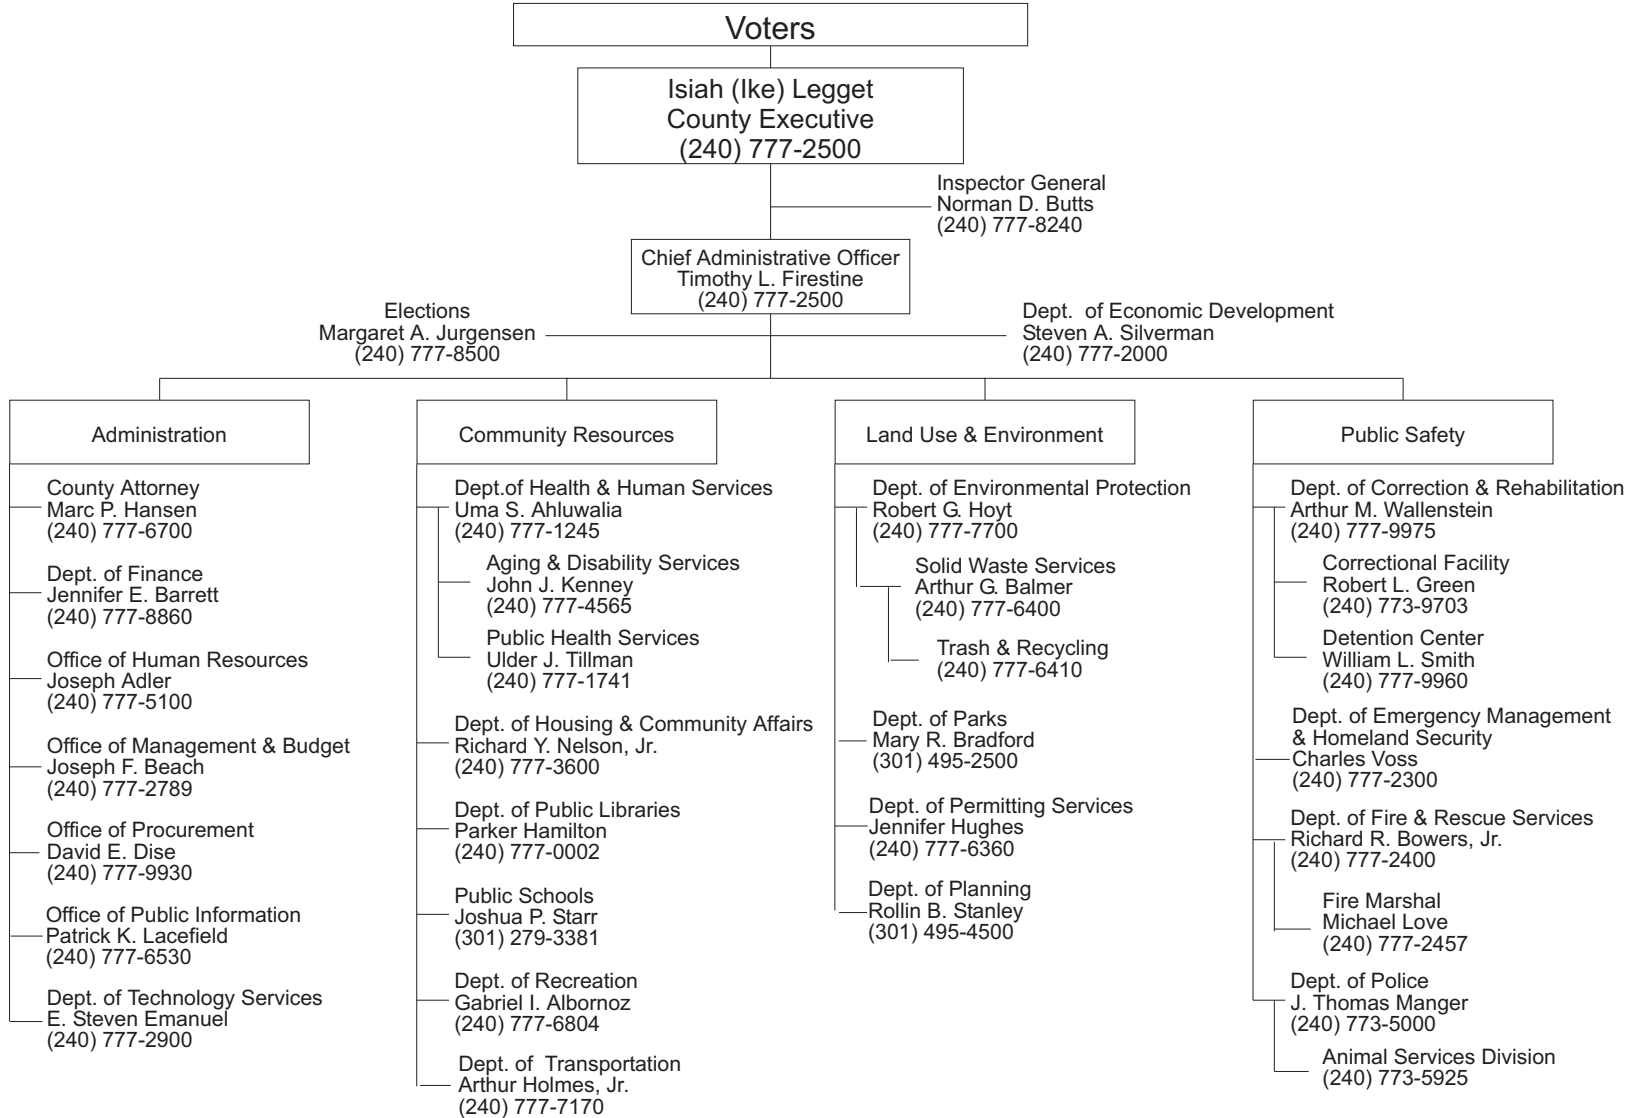 Voters
Isiah (Ike) Legget
County Executive
(240) 777-2500
Inspector General
Norman D. Butts
(240) 777-8240
Chief Administrative Officer
Timothy L. Firestine
(240) 777-2500
Elections
Margaret A. Jurgensen
(240) 777-8500
Dept. of Economic Development
Steven A. Silverman
(240) 777-2000
Administration
County Attorney
Marc P. Hansen
(240) 777-6700
Dept. of Finance
Jennifer E. Barrett
(240) 777-8860
Office of Human Resources
Joseph Adler
(240) 777-5100
Office of Management & Budget
Joseph F. Beach
(240) 777-2789
Office of Procurement
David E. Dise
(240) 777-9930
Office of Public Information
Patrick K. Lacefield
(240) 777-6530
Dept. of Technology Services
E. Steven Emanuel
(240) 777-2900
Community Resources
Dept.of Health & Human Services
Uma S. Ahluwalia
(240) 777-1245
Aging & Disability Services
John J. Kenney
(240) 777-4565
Public Health Services
Ulder J. Tillman
(240) 777-1741
Dept. of Housing & Community Affairs
Richard Y. Nelson, Jr.
(240) 777-3600
Dept. of Public Libraries
Parker Hamilton
(240) 777-0002
Public Schools
Joshua P. Starr
(301) 279-3381
Dept. of Recreation
Gabriel I. Albornoz
(240) 777-6804
Dept. of Transportation
Arthur Holmes, Jr.
(240) 777-7170
Land Use & Environment
Dept. of Environmental Protection
Robert G. Hoyt
(240) 777-7700
Solid Waste Services
Arthur G. Balmer
(240) 777-6400
Trash & Recycling
(240) 777-6410
Dept. of Parks
Mary R. Bradford
(301) 495-2500
Dept. of Permitting Services
Jennifer Hughes
(240) 777-6360
Dept. of Planning
Rollin B. Stanley
(301) 495-4500
Public Safety
Dept. of Correction & Rehabilitation
Arthur M. Wallenstein
(240) 777-9975
Correctional Facility
Robert L. Green
(240) 773-9703
Detention Center
William L. Smith
(240) 777-9960
Dept. of Emergency Management
& Homeland Security
Charles Voss
(240) 777-2300
Dept. of Fire & Rescue Services
Richard R. Bowers, Jr.
(240) 777-2400
Fire Marshal
Michael Love
(240) 777-2457
Dept. of Police
J. Thomas Manger
(240) 773-5000
Animal Services Division
(240) 773-5925